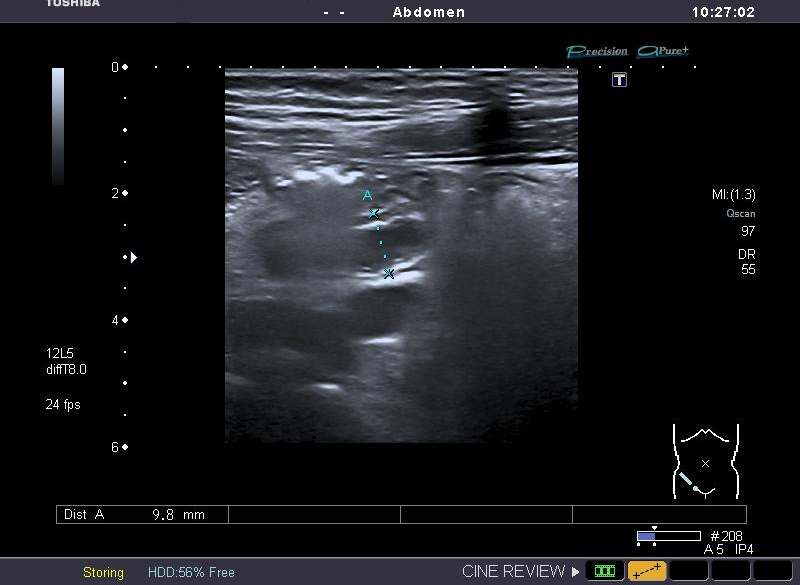 TOSHIBA
- - Abdomen 10:27:02
Precision APure+
T
0
2
4
6
A
MI:(1.3)
Qscan
97
DR
55
12L5
diffT8.0
24 fps
Dist A 9.8 mm
#208
A 5 IP4
Storing HDD:56% Free CINE REVIEW